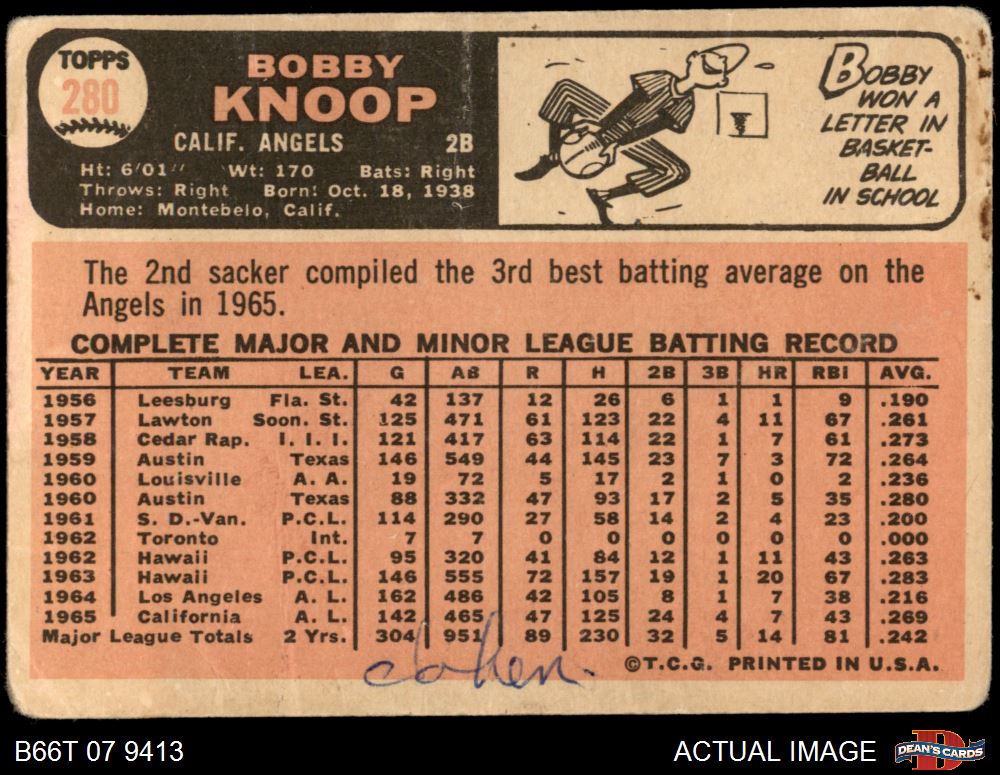 TOPPS
280
BOBBY
KNOOP
CALIF. ANGELS 2B
Ht: 6'01" Wt: 170 Bats: Right
Throws: Right Born: Oct. 18, 1938
Home: Montebelo, Calif.
BOBBY
WON A
LETTER IN
BASKET-
BALL
IN SCHOOL
The 2nd sacker compiled the 3rd best batting average on the
Angels in 1965.
COMPLETE MAJOR AND MINOR LEAGUE BATTING RECORD
YEAR TEAM LEA. G AB R H 2B 3B HR RBI AVG.
1956 Leesburg Fla. St. 42 137 12 26 6 1 1 9 .190
1957 Lawton Soon. St. 125 471 61 123 22 4 11 67 .261
1958 Cedar Rap. I. I. I. 121 417 63 114 22 1 7 61 .273
1959 Austin Texas 146 549 44 145 23 7 3 72 .264
1960 Louisville A. A. 19 72 5 17 2 1 0 2 .236
1960 Austin Texas 88 332 47 93 17 2 5 35 .280
1961 S. D.-Van. P.C.L. 114 290 27 58 14 2 4 23 .200
1962 Toronto Int. 7 7 0 0 0 0 0 0 .000
1962 Hawaii P.C.L. 95 320 41 84 12 1 11 43 .263
1963 Hawaii P.C.L. 146 555 72 157 19 1 20 67 .283
1964 Los Angeles A. L. 162 486 42 105 8 1 7 38 .216
1965 California A. L. 142 465 47 125 24 4 7 43 .269
Major League Totals 2 Yrs. 304 951 89 230 32 5 14 81 .242
©T.C.G. PRINTED IN U.S.A.
B66T 07 9413 ACTUAL IMAGE DEAN'S CARDS